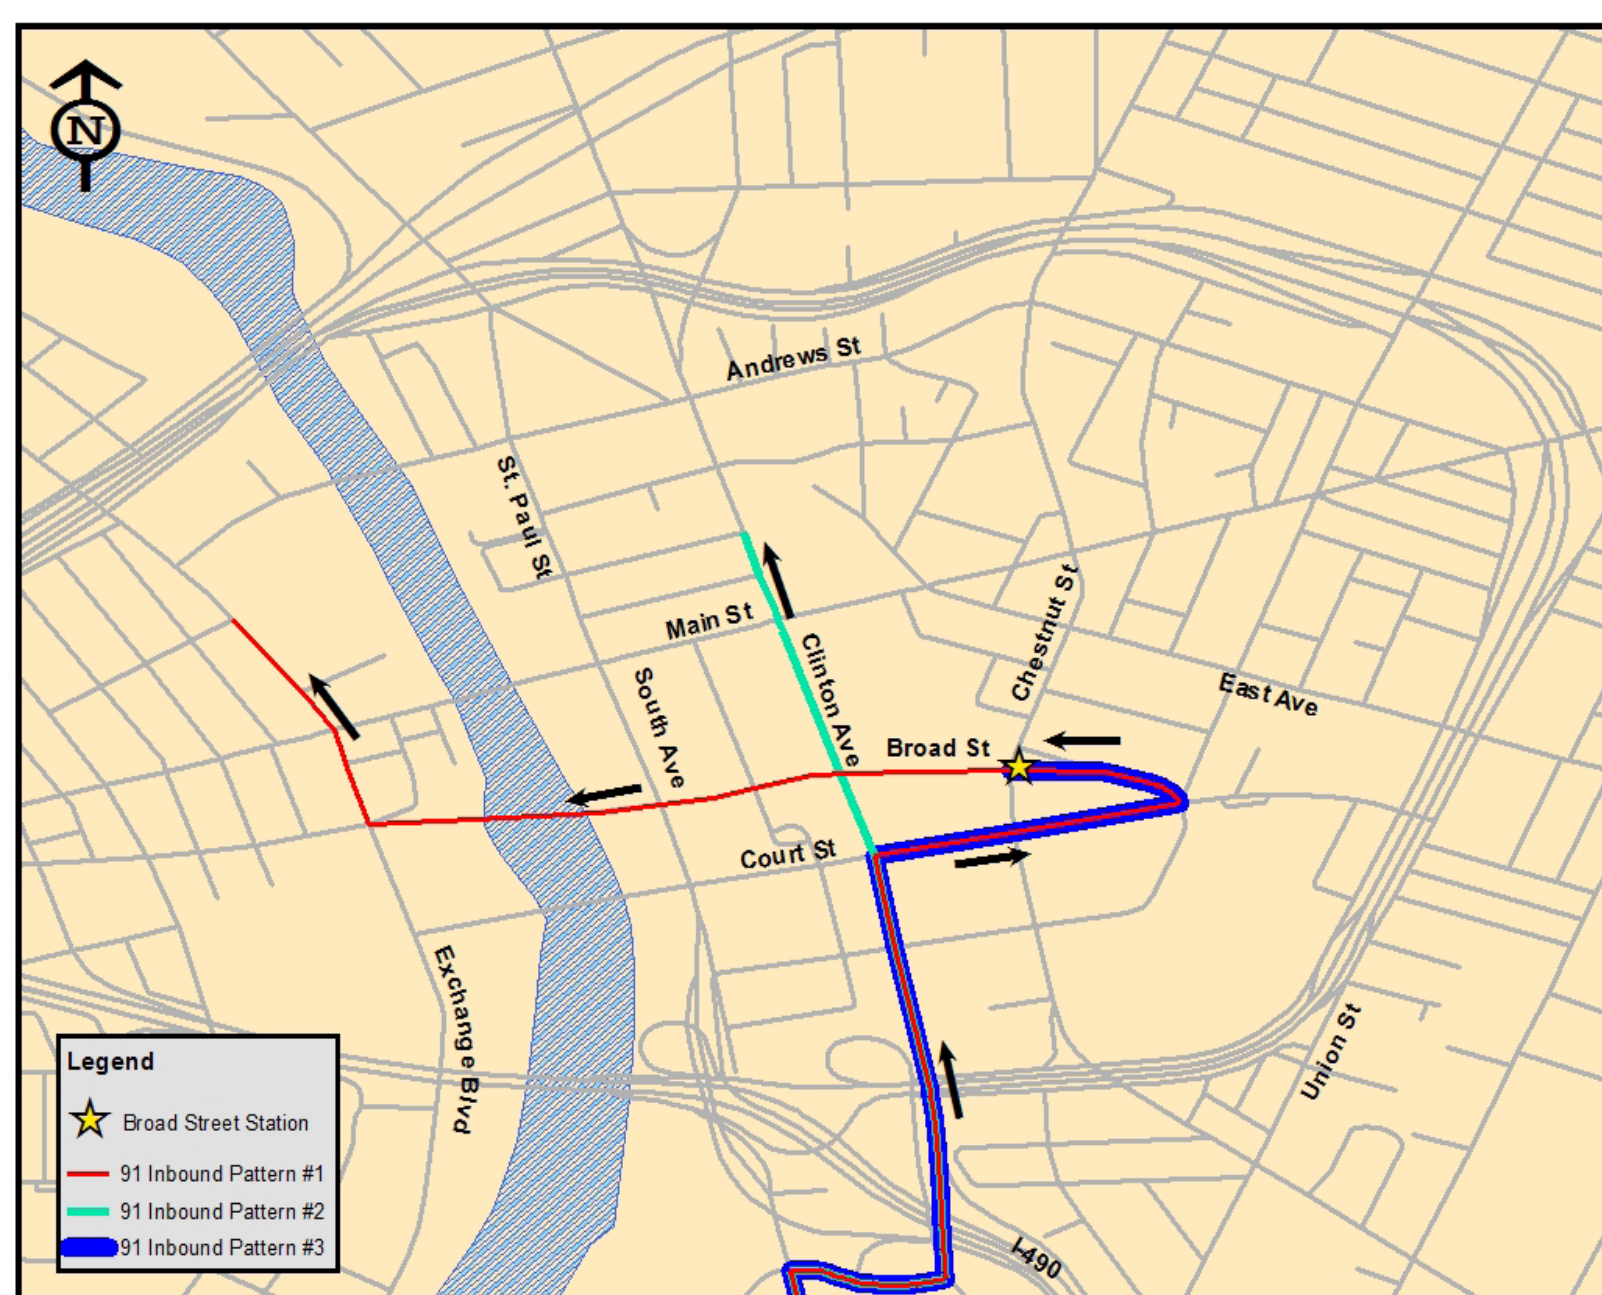 N
Andrews St
St. Paul St
Main St
Clinton Ave
Chestnut St
East Ave
South Ave
Broad St
Court St
Exchange Blvd
Union St
I-490
Legend
Broad Street Station
91 Inbound Pattern #1
91 Inbound Pattern #2
91 Inbound Pattern #3